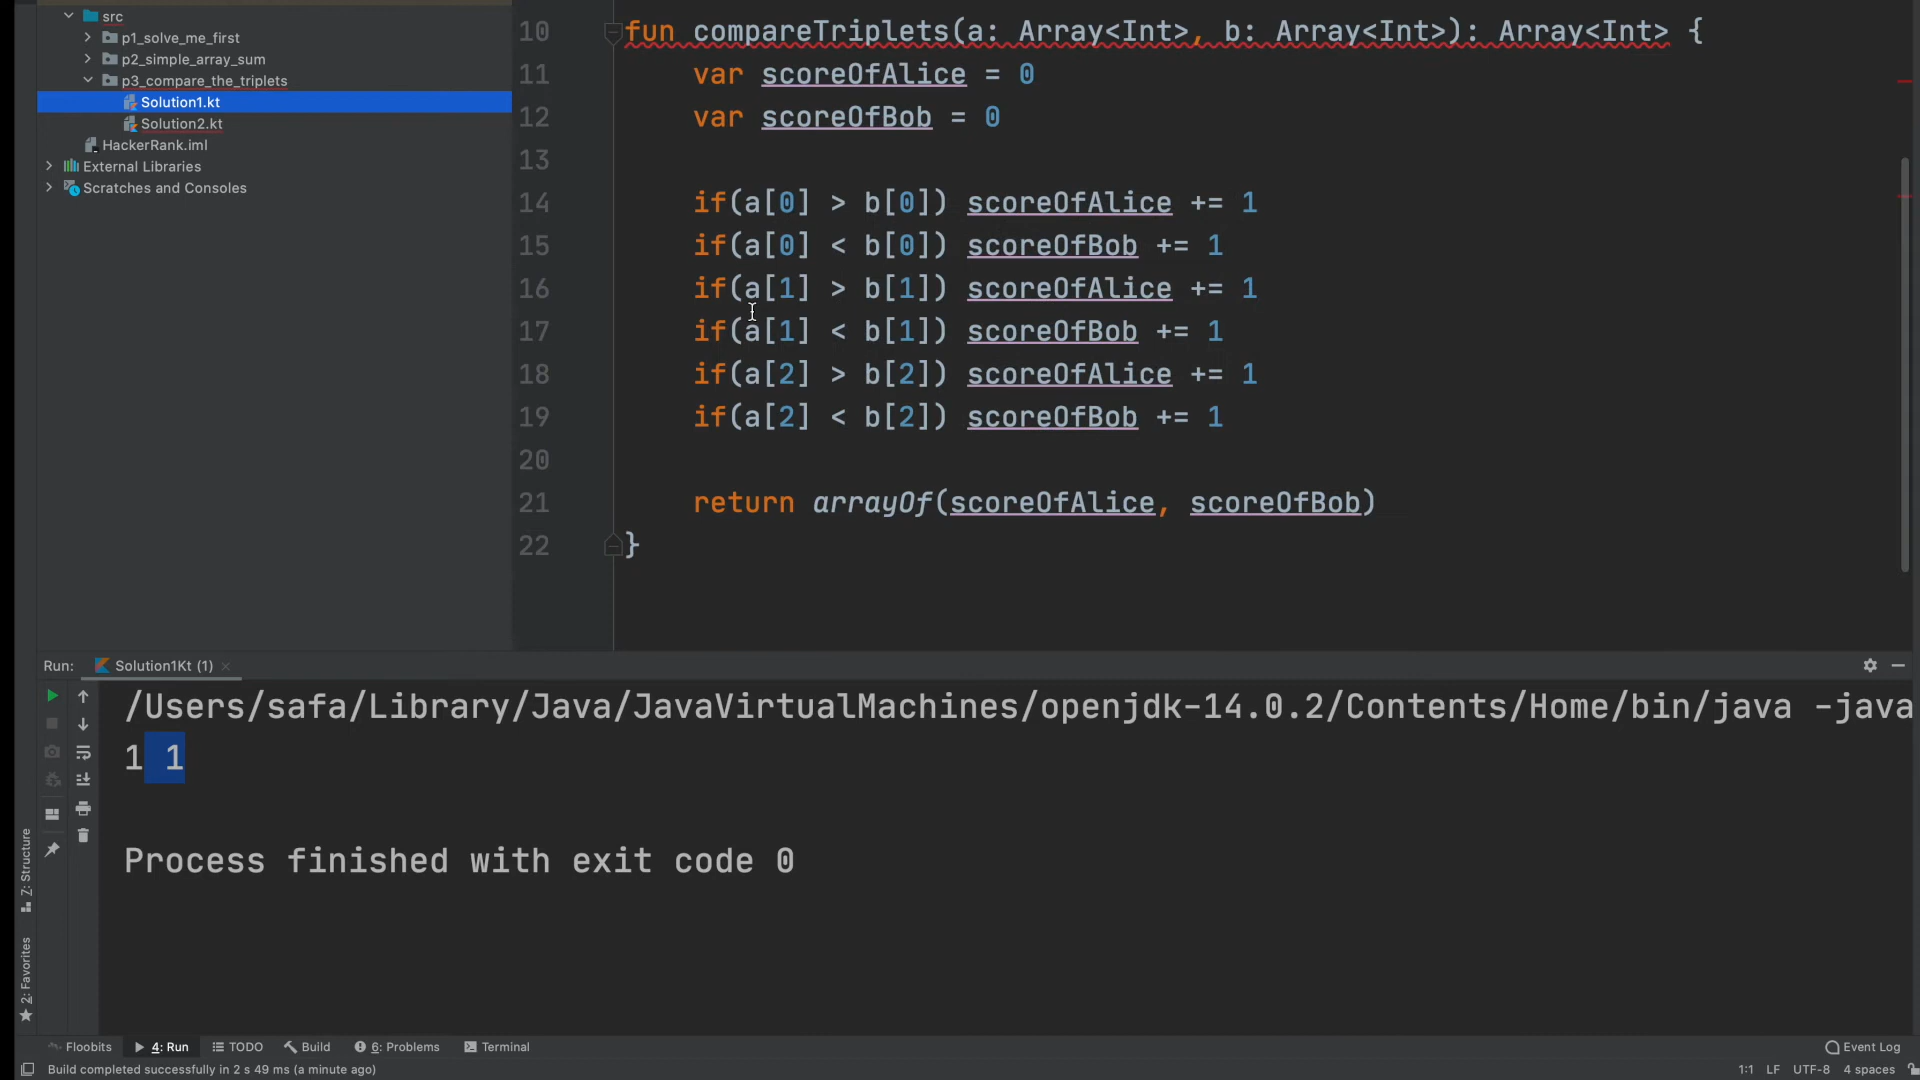 src
p1_solve_me_first
p2_simple_array_sum
p3_compare_the_triplets
Solution1.kt
Solution2.kt
HackerRank.iml
External Libraries
Scratches and Consoles
10 fun compareTriplets(a: Array<Int>, b: Array<Int>): Array<Int> {
11 var scoreOfAlice = 0
12 var scoreOfBob = 0
13
14 if(a[0] > b[0]) scoreOfAlice += 1
15 if(a[0] < b[0]) scoreOfBob += 1
16 if(a[1] > b[1]) scoreOfAlice += 1
17 if(a[1] < b[1]) scoreOfBob += 1
18 if(a[2] > b[2]) scoreOfAlice += 1
19 if(a[2] < b[2]) scoreOfBob += 1
20
21 return arrayOf(scoreOfAlice, scoreOfBob)
22 }
Run: Solution1Kt (1)
/Users/safa/Library/Java/JavaVirtualMachines/openjdk-14.0.2/Contents/Home/bin/java -java
1 1
Process finished with exit code 0
Z: Structure
2: Favorites
Floobits 4: Run TODO Build 6: Problems Terminal Event Log
Build completed successfully in 2 s 49 ms (a minute ago) 1:1 LF UTF-8 4 spaces